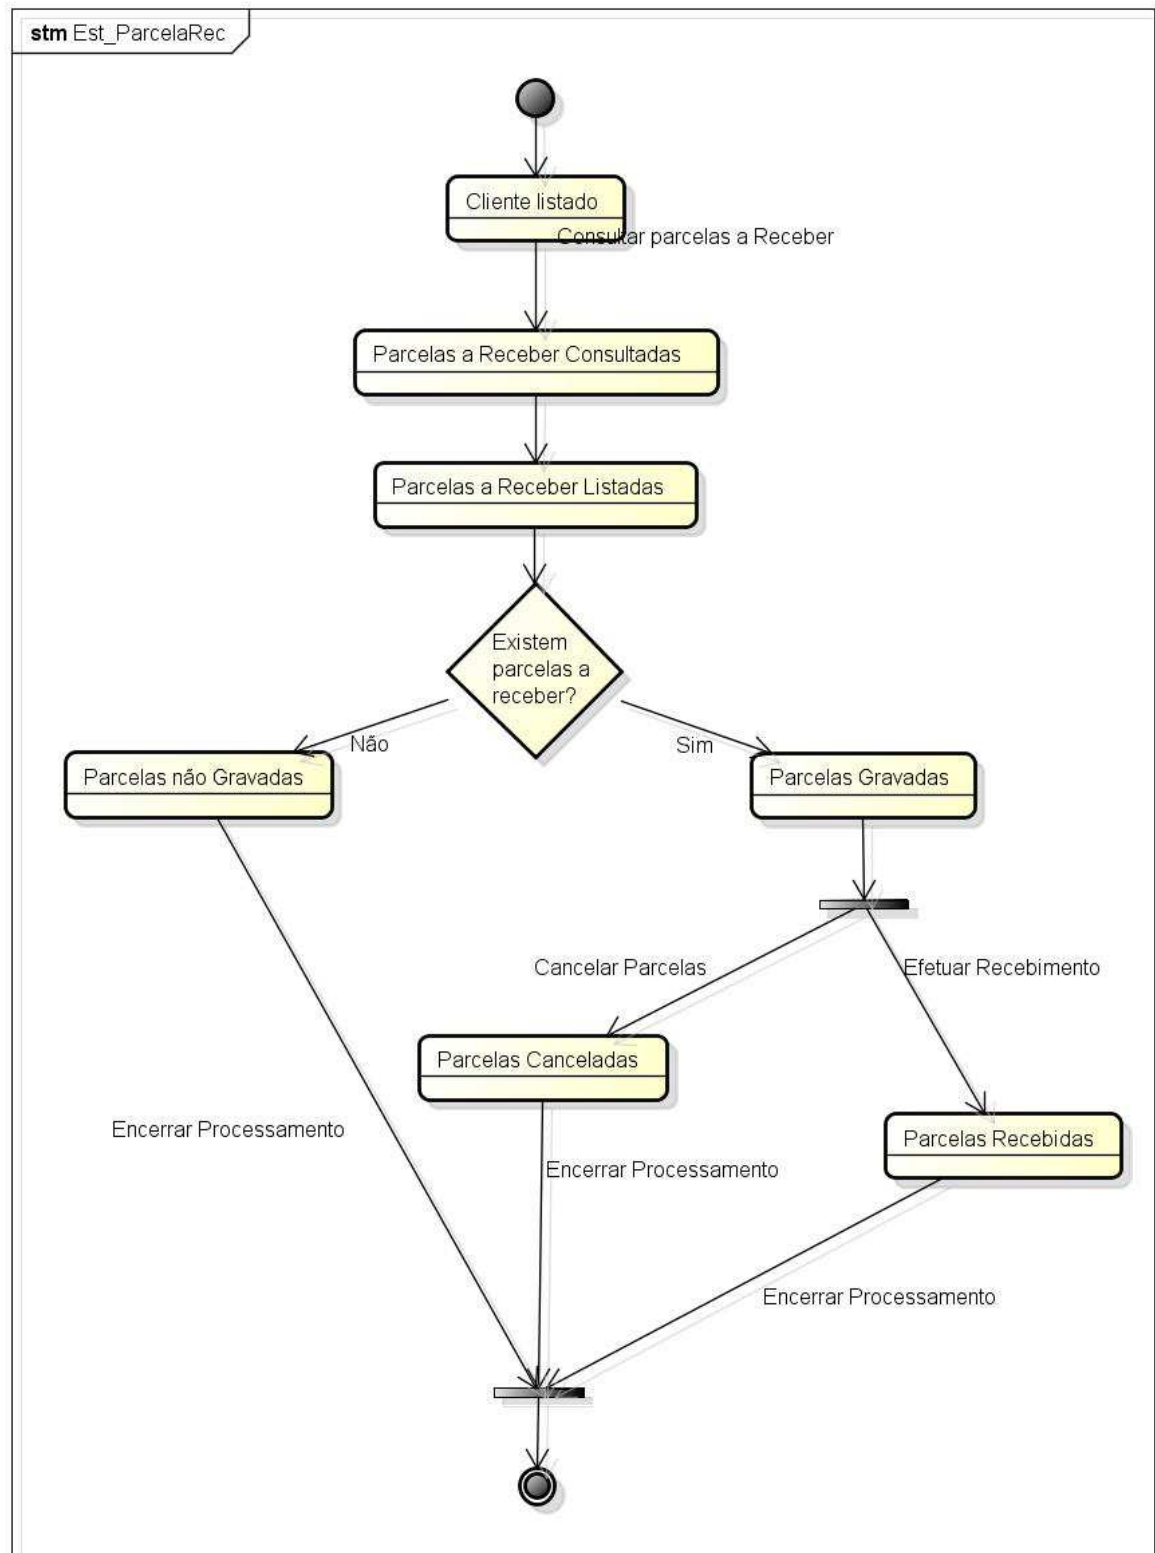 stm Est_ParcelaRec
Cliente listado
Consultar parcelas a Receber
Parcelas a Receber Consultadas
Parcelas a Receber Listadas
Existem
parcelas a
receber?
Não
Sim
Parcelas não Gravadas
Parcelas Gravadas
Cancelar Parcelas
Efetuar Recebimento
Parcelas Canceladas
Encerrar Processamento
Parcelas Recebidas
Encerrar Processamento
Encerrar Processamento